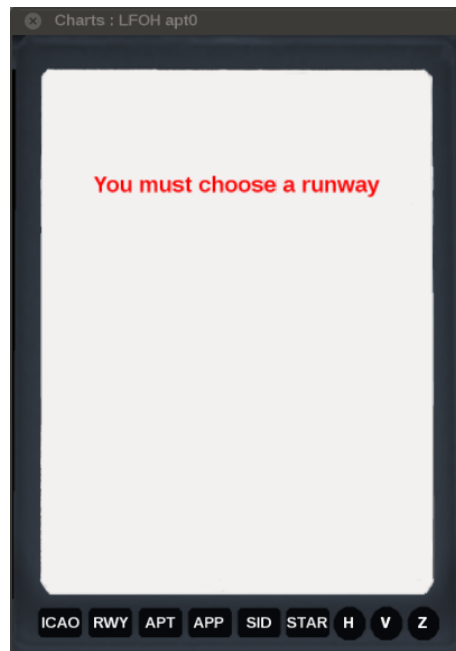 Charts : LFOH apt0
You must choose a runway
ICAO RWY APT APP SID STAR H V Z